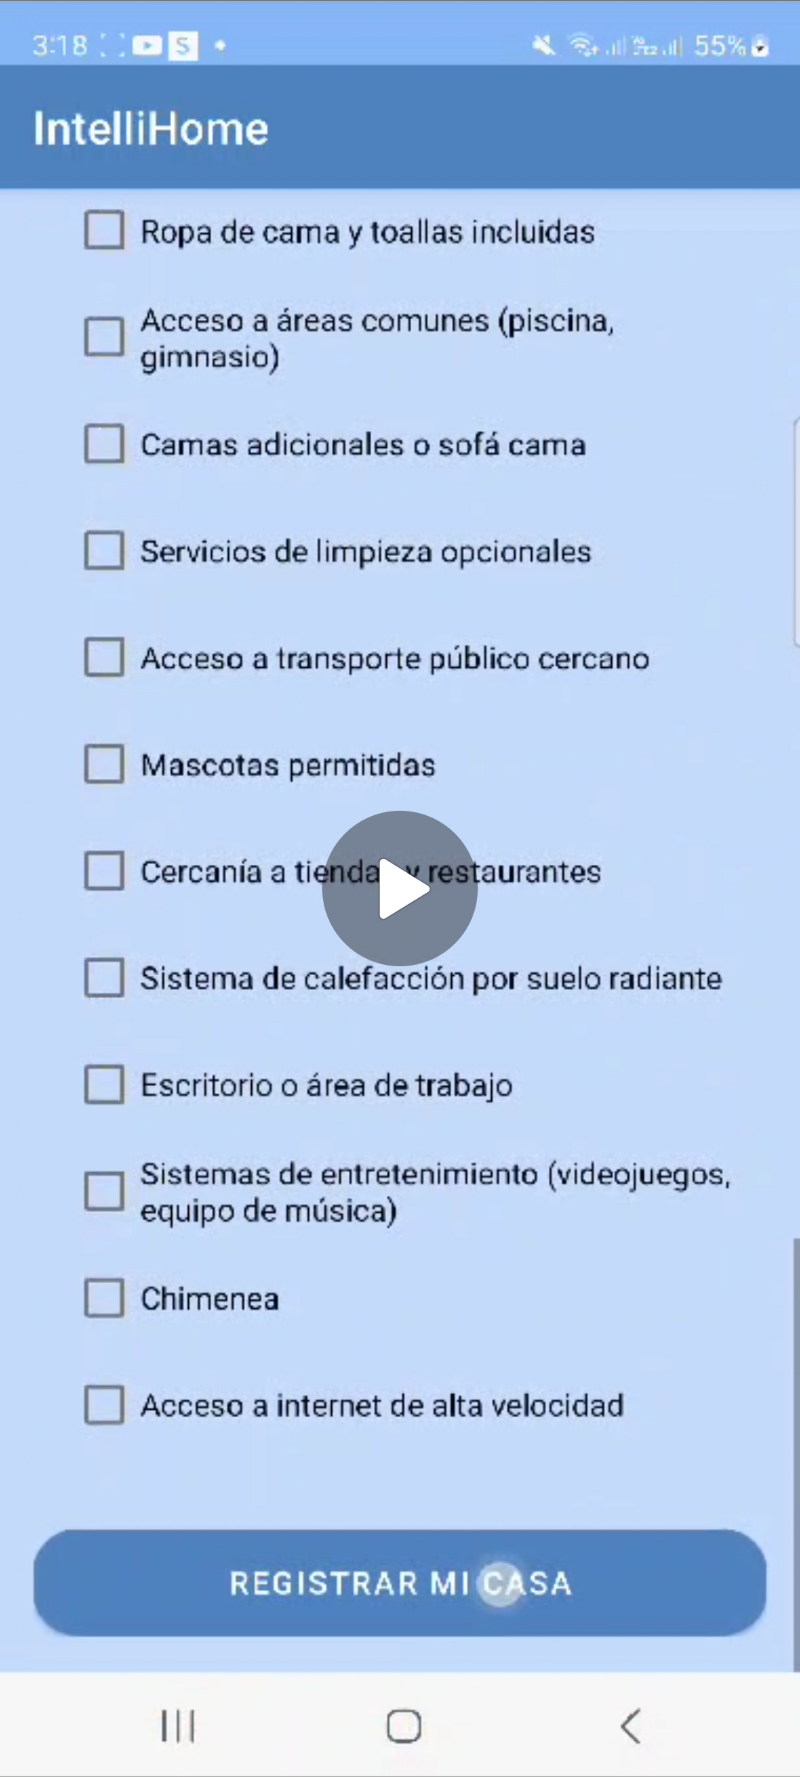 3:18
S
55%
IntelliHome
Ropa de cama y toallas incluidas
Acceso a áreas comunes (piscina,
gimnasio)
Camas adicionales o sofá cama
Servicios de limpieza opcionales
Acceso a transporte público cercano
Mascotas permitidas
Cercanía a tiendas y restaurantes
Sistema de calefacción por suelo radiante
Escritorio o área de trabajo
Sistemas de entretenimiento (videojuegos,
equipo de música)
Chimenea
Acceso a internet de alta velocidad
REGISTRAR MI CASA